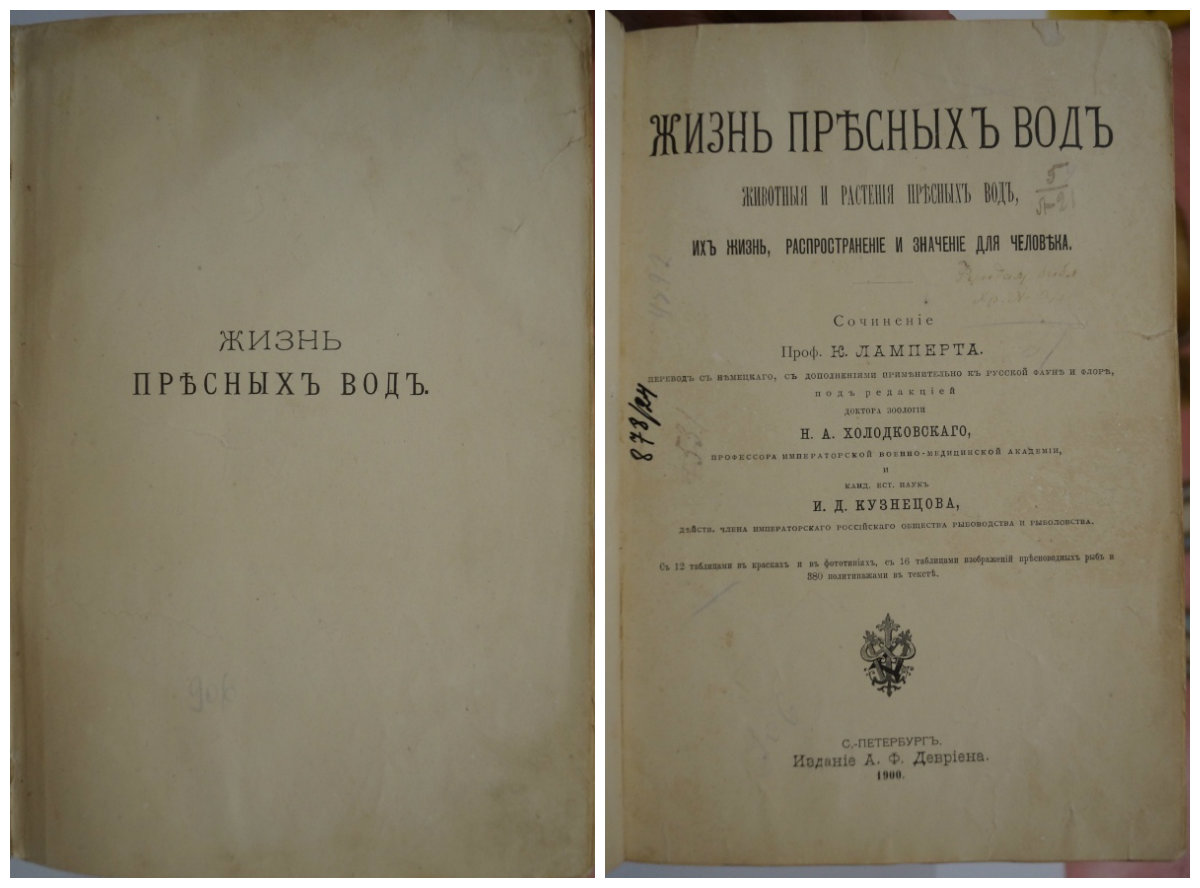 ЖИЗНЬ
ПРѢСНЫХЪ ВОДЪ.
906
ЖИЗНЬ ПРѢСНЫХЪ ВОДЪ
ЖИВОТНЫЯ И РАСТЕНІЯ ПРѢСНЫХЪ ВОДЪ,
ИХЪ ЖИЗНЬ, РАСПРОСТРАНЕНІЕ И ЗНАЧЕНІЕ ДЛЯ ЧЕЛОВѢКА.
Сочиненіе
Проф. К. ЛАМПЕРТА.
ПЕРЕВОДЪ СЪ НѢМЕЦКАГО, СЪ ДОПОЛНЕНІЯМИ ПРИМѢНИТЕЛЬНО КЪ РУССКОЙ ФАУНѢ И ФЛОРѢ,
подъ редакціей
ДОКТОРА ЗООЛОГІИ
Н. А. ХОЛОДКОВСКАГО,
ПРОФЕССОРА ИМПЕРАТОРСКОЙ ВОЕННО-МЕДИЦИНСКОЙ АКАДЕМІИ,
И
КАНД. ЕСТ. НАУКЪ
И. Д. КУЗНЕЦОВА,
ДѢЙСТВ. ЧЛЕНА ИМПЕРАТОРСКАГО РОССІЙСКАГО ОБЩЕСТВА РЫБОВОДСТВА И РЫБОЛОВСТВА.
Съ 12 таблицами въ краскахъ и въ фототипіяхъ, съ 16 таблицами изображеній прѣсноводныхъ рыбъ и
380 политипажами въ текстѣ.
878/24
С.-ПЕТЕРБУРГЪ.
Изданіе А. Ф. Девріена.
1900.